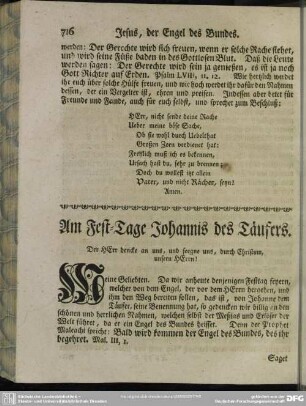 716 Jesus, der Engel des Bundes.
werden: Der Gerechte wird sich freuen, wenn er solche Rache siehet,
und wird seine Füße baden in des Gottlosen Blut. Daß die Leute
werden sagen: Der Gerechte wird sein ja geniessen, es ist ja noch
Gott Richter auf Erden. Psalm LVIII, 11, 12. Wie herzlich werdet
ihr euch über solche Hülfe freuen, und wie hoch werdet ihr dafür den Nahmen
dessen, der ein Vergelter ist, ehren und preisen. Indessen aber betet für
Freunde und Feinde, auch für euch selbst, und sprechet zum Beschluß:
HErr, nicht sende deine Rache
Ueber meine böse Sache,
Ob sie wohl durch Uebelthat
Großen Zorn verdienet hat:
Freylich muß ich es bekennen,
Ursach hast du, sehr zu brennen
Doch du wollest itzt allein
Vater, und nicht Rächer, seyn!
Amen.
Am Fest-Tage Johannis des Täufers.
Der HErr dencke an uns, und seegne uns, durch Christum,
unsern HErrn!
Meine Geliebten. Da wir anheute denjenigen Festtag feyern,
welcher von dem Engel, der vor dem HErrn hergehen, und
ihm den Weg bereiten sollen, das ist, von Johanne dem
Täufer, seine Benennung hat, so gedencken wir billig an den
schönen und herrlichen Nahmen, welchen selbst der Messias und Erlöser der
Welt führet, da er ein Engel des Bundes heisset. Denn der Prophet
Maleachi spricht: Bald wird kommen der Engel des Bundes, des ihr
begehret. Mal. III, 1.
Saget